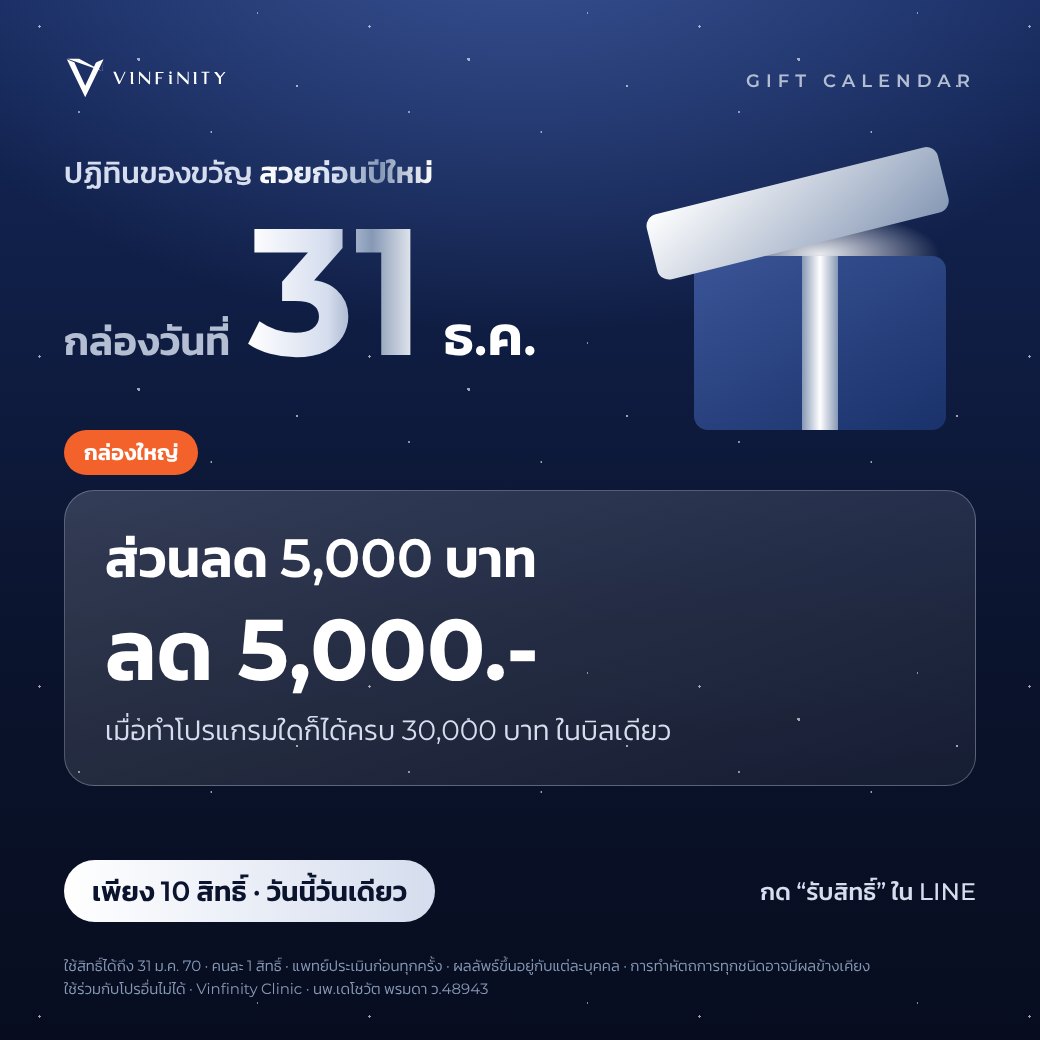 VINFiNITY
GIFT CALENDAR
ปฏิทินของขวัญ สวยก่อนปีใหม่
กล่องวันที่ 31 ธ.ค.
กล่องใหญ่
ส่วนลด 5,000 บาท
ลด 5,000.-
เมื่อทำโปรแกรมใดก็ได้ครบ 30,000 บาท ในบิลเดียว
เพียง 10 สิทธิ์ · วันนี้วันเดียว
กด “รับสิทธิ์” ใน LINE
ใช้สิทธิ์ได้ถึง 31 ม.ค. 70 · คนละ 1 สิทธิ์ · แพทย์ประเมินก่อนทุกครั้ง · ผลลัพธ์ขึ้นอยู่กับแต่ละบุคคล · การทำหัตถการทุกชนิดอาจมีผลข้างเคียง
ใช้ร่วมกับโปรอื่นไม่ได้ · Vinfinity Clinic · นพ.เดโชวัต พรมดา ว.48943